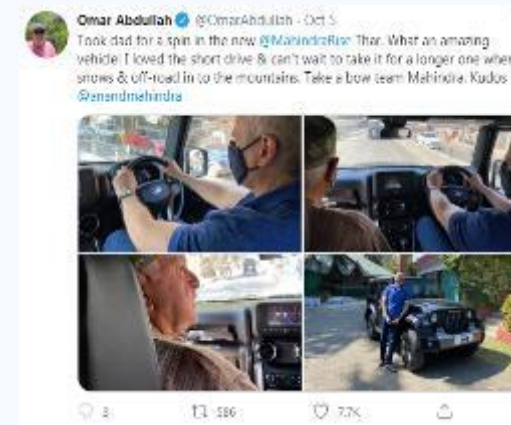 Omar Abdullah @OmarAbdullah · Oct 5
Took dad for a spin in the new @MahindraRise Thar. What an amazing
vehicle! I loved the short drive & can't wait to take it for a longer one when
snows & off-road in to the mountains. Take a bow team Mahindra. Kudos
@anandmahindra
3 586 7.7K